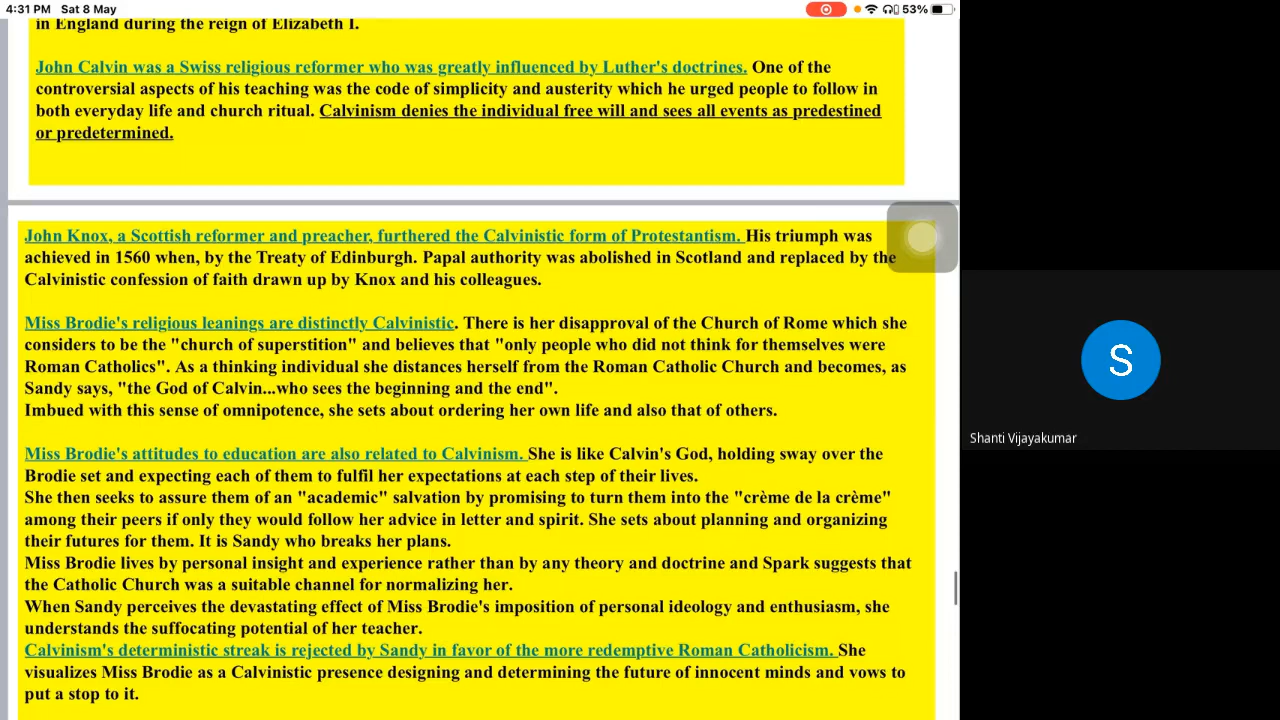 4:31 PM Sat 8 May
53%
in England during the reign of Elizabeth I.
John Calvin was a Swiss religious reformer who was greatly influenced by Luther's doctrines. One of the
controversial aspects of his teaching was the code of simplicity and austerity which he urged people to follow in
both everyday life and church ritual. Calvinism denies the individual free will and sees all events as predestined
or predetermined.
John Knox, a Scottish reformer and preacher, furthered the Calvinistic form of Protestantism. His triumph was
achieved in 1560 when, by the Treaty of Edinburgh. Papal authority was abolished in Scotland and replaced by the
Calvinistic confession of faith drawn up by Knox and his colleagues.
Miss Brodie's religious leanings are distinctly Calvinistic. There is her disapproval of the Church of Rome which she
considers to be the "church of superstition" and believes that "only people who did not think for themselves were
Roman Catholics". As a thinking individual she distances herself from the Roman Catholic Church and becomes, as
Sandy says, "the God of Calvin...who sees the beginning and the end".
Imbued with this sense of omnipotence, she sets about ordering her own life and also that of others.
Miss Brodie's attitudes to education are also related to Calvinism. She is like Calvin's God, holding sway over the
Brodie set and expecting each of them to fulfil her expectations at each step of their lives.
She then seeks to assure them of an "academic" salvation by promising to turn them into the "crème de la crème"
among their peers if only they would follow her advice in letter and spirit. She sets about planning and organizing
their futures for them. It is Sandy who breaks her plans.
Miss Brodie lives by personal insight and experience rather than by any theory and doctrine and Spark suggests that
the Catholic Church was a suitable channel for normalizing her.
When Sandy perceives the devastating effect of Miss Brodie's imposition of personal ideology and enthusiasm, she
understands the suffocating potential of her teacher.
Calvinism's deterministic streak is rejected by Sandy in favor of the more redemptive Roman Catholicism. She
visualizes Miss Brodie as a Calvinistic presence designing and determining the future of innocent minds and vows to
put a stop to it.
S
Shanti Vijayakumar